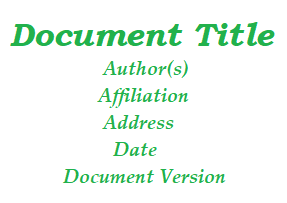 Document Title
Author(s)
Affiliation
Address
Date
Document Version